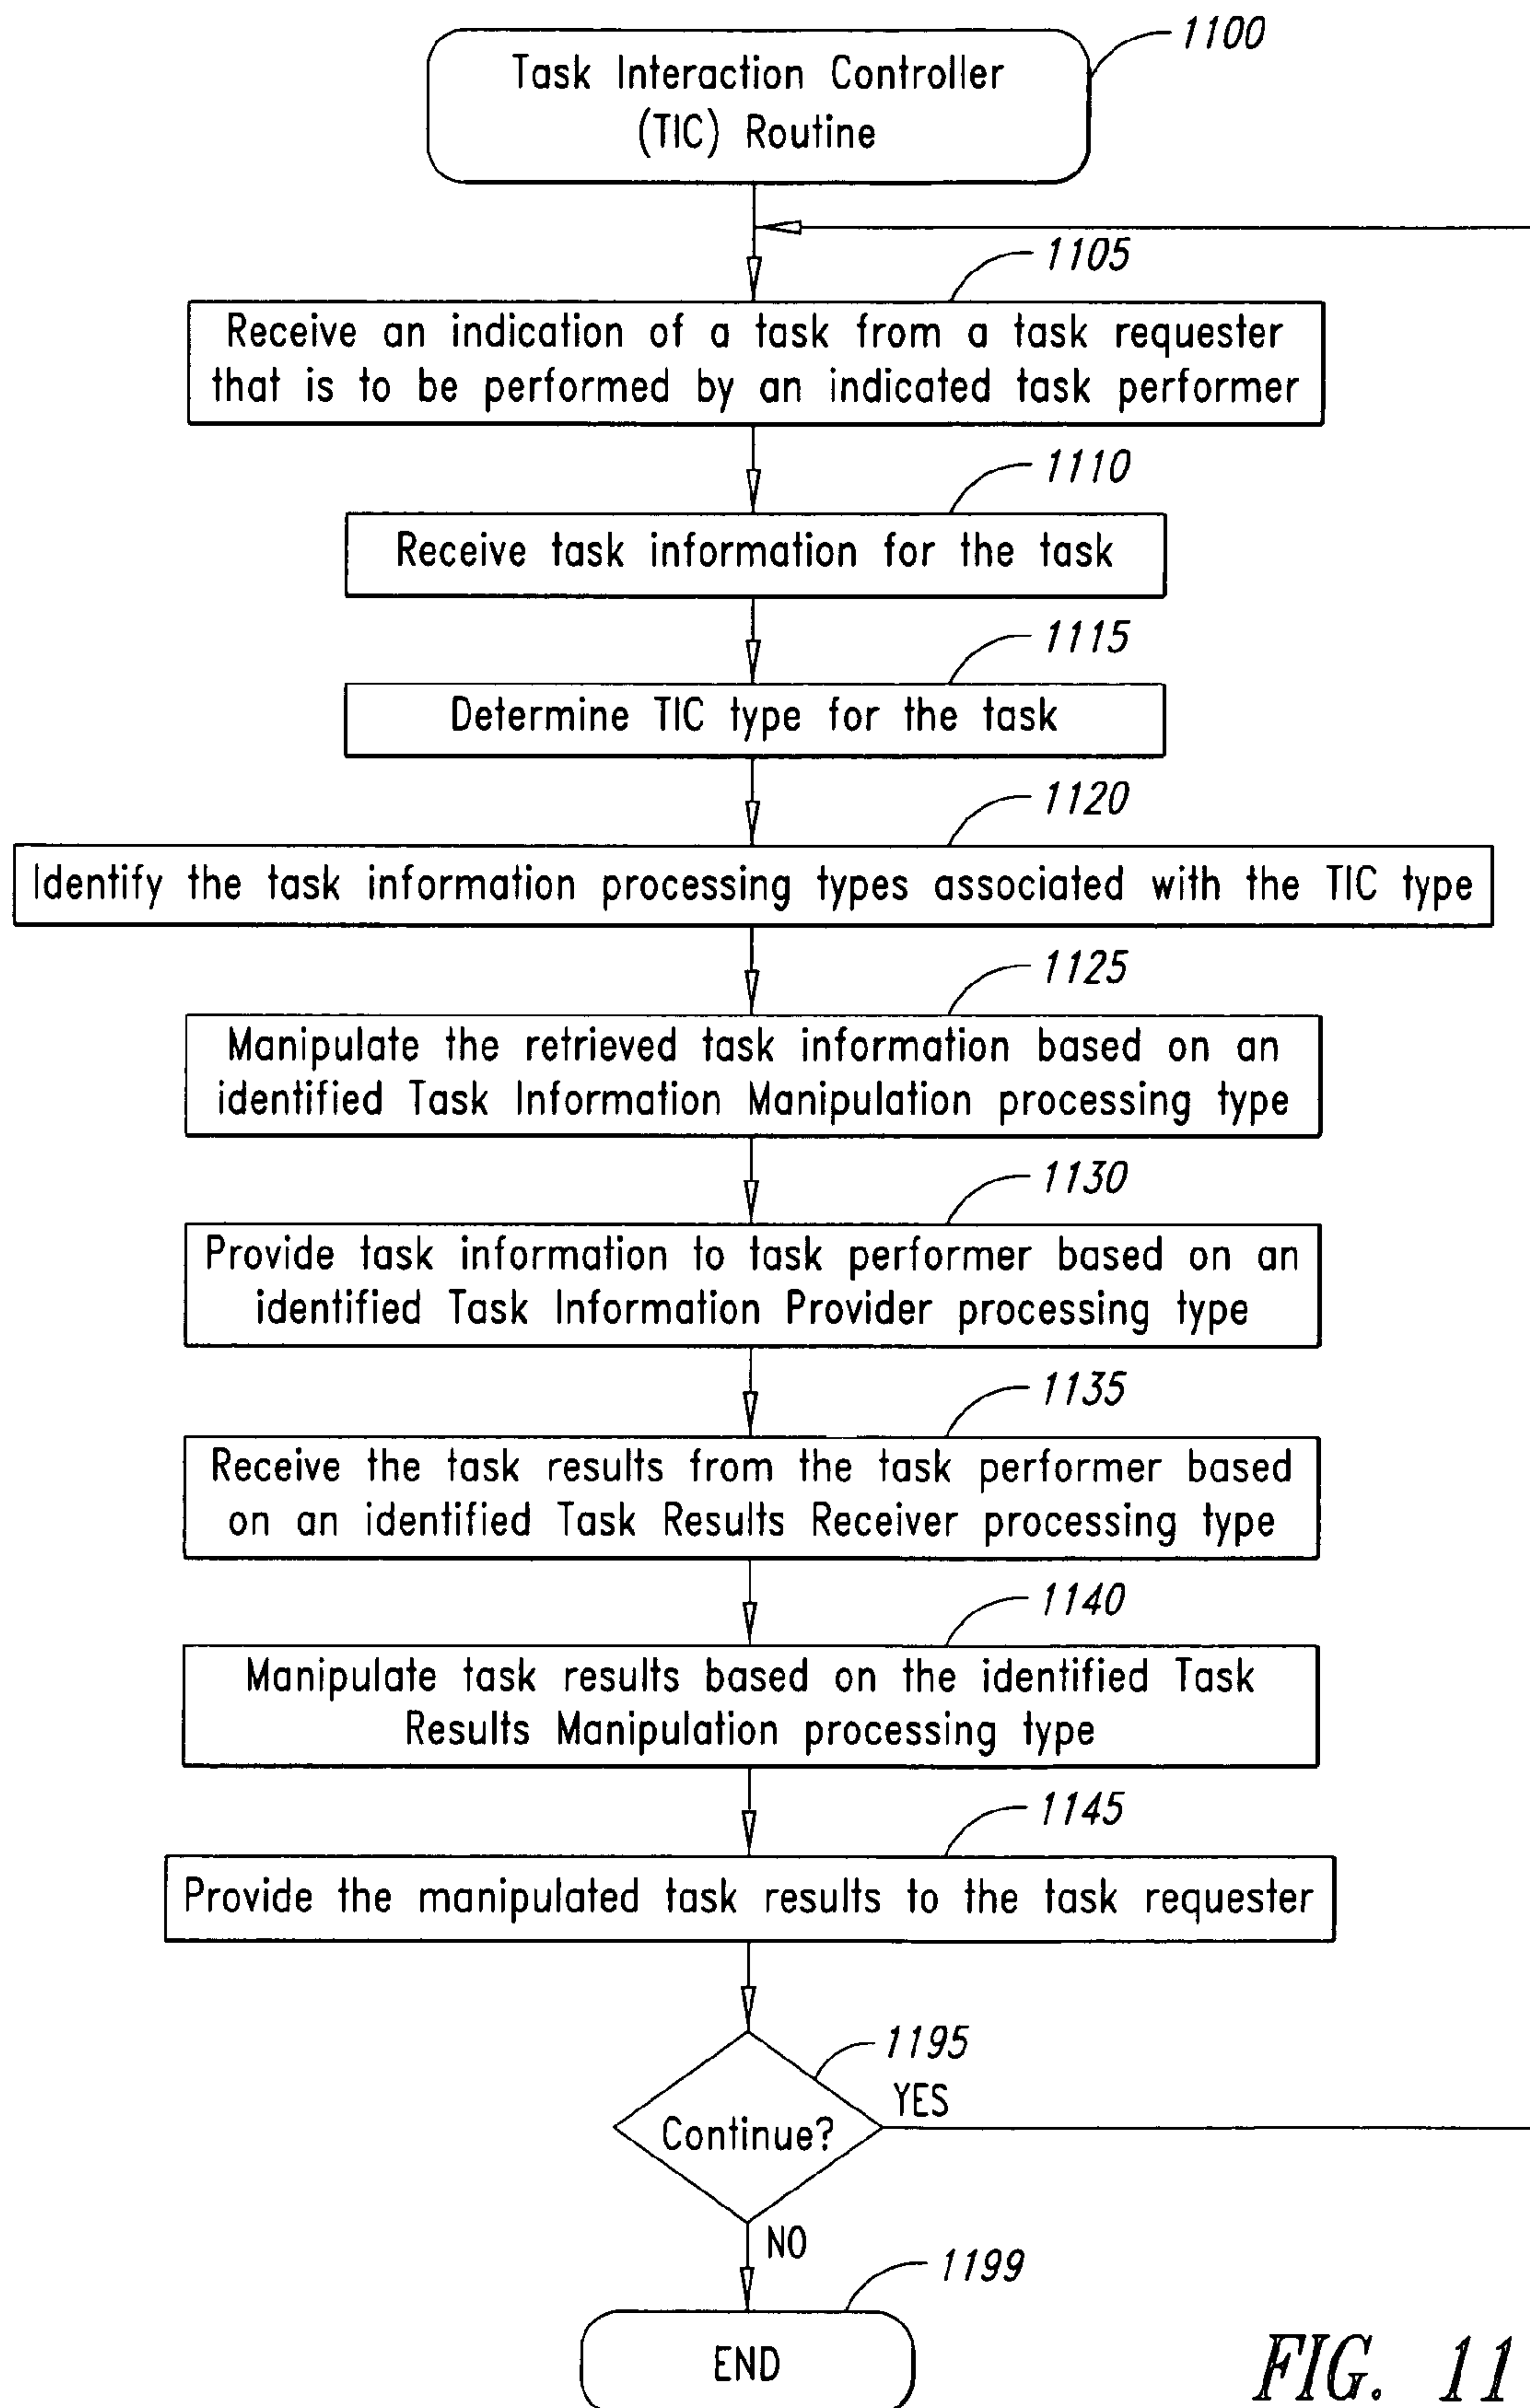 1100
Task Interaction Controller
(TIC) Routine
1105
Receive an indication of a task from a task requester
that is to be performed by an indicated task performer
1110
Receive task information for the task
1115
Determine TIC type for the task
1120
Identify the task information processing types associated with the TIC type
1125
Manipulate the retrieved task information based on an
identified Task Information Manipulation processing type
1130
Provide task information to task performer based on an
identified Task Information Provider processing type
1135
Receive the task results from the task performer based
on an identified Task Results Receiver processing type
1140
Manipulate task results based on the identified Task
Results Manipulation processing type
1145
Provide the manipulated task results to the task requester
1195
YES
Continue?
NO
1199
END
FIG. 11